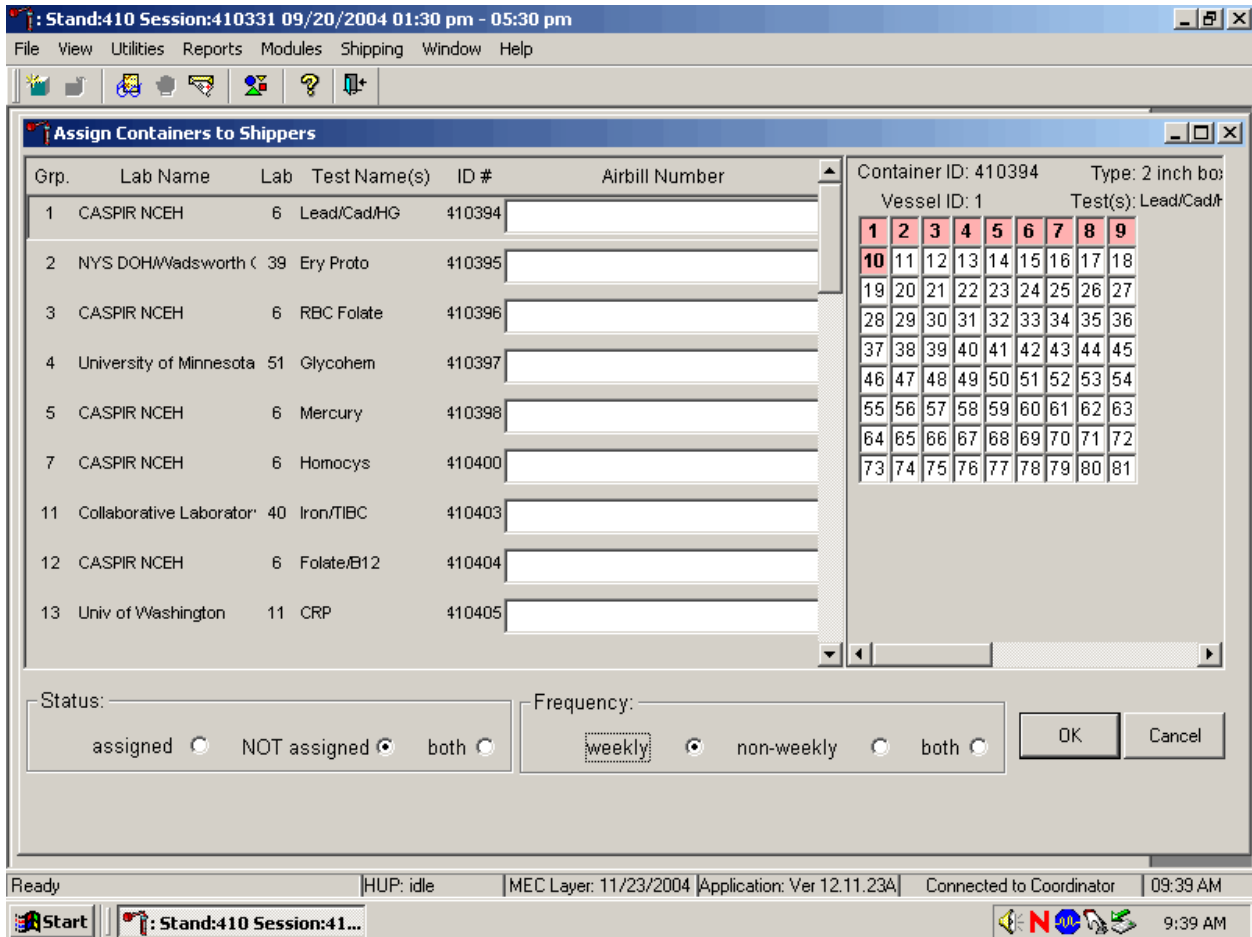 : Stand:410 Session:410331 09/20/2004 01:30 pm - 05:30 pm
File View Utilities Reports Modules Shipping Window Help
Assign Containers to Shippers
Grp. Lab Name Lab Test Name(s) ID # Airbill Number
1 CASPIR NCEH 6 Lead/Cad/HG 410394
2 NYS DOH/Wadsworth C 39 Ery Proto 410395
3 CASPIR NCEH 6 RBC Folate 410396
4 University of Minnesota 51 Glycohem 410397
5 CASPIR NCEH 6 Mercury 410398
7 CASPIR NCEH 6 Homocys 410400
11 Collaborative Laborator 40 Iron/TIBC 410403
12 CASPIR NCEH 6 Folate/B12 410404
13 Univ of Washington 11 CRP 410405
Container ID: 410394 Type: 2 inch box
Vessel ID: 1 Test(s): Lead/Cad/H
1 2 3 4 5 6 7 8 9
10 11 12 13 14 15 16 17 18
19 20 21 22 23 24 25 26 27
28 29 30 31 32 33 34 35 36
37 38 39 40 41 42 43 44 45
46 47 48 49 50 51 52 53 54
55 56 57 58 59 60 61 62 63
64 65 66 67 68 69 70 71 72
73 74 75 76 77 78 79 80 81
Status:
assigned NOT assigned both
Frequency:
weekly non-weekly both
OK Cancel
Ready HUP: idle MEC Layer: 11/23/2004 Application: Ver 12.11.23A Connected to Coordinator 09:39 AM
Start : Stand:410 Session:41... N 9:39 AM